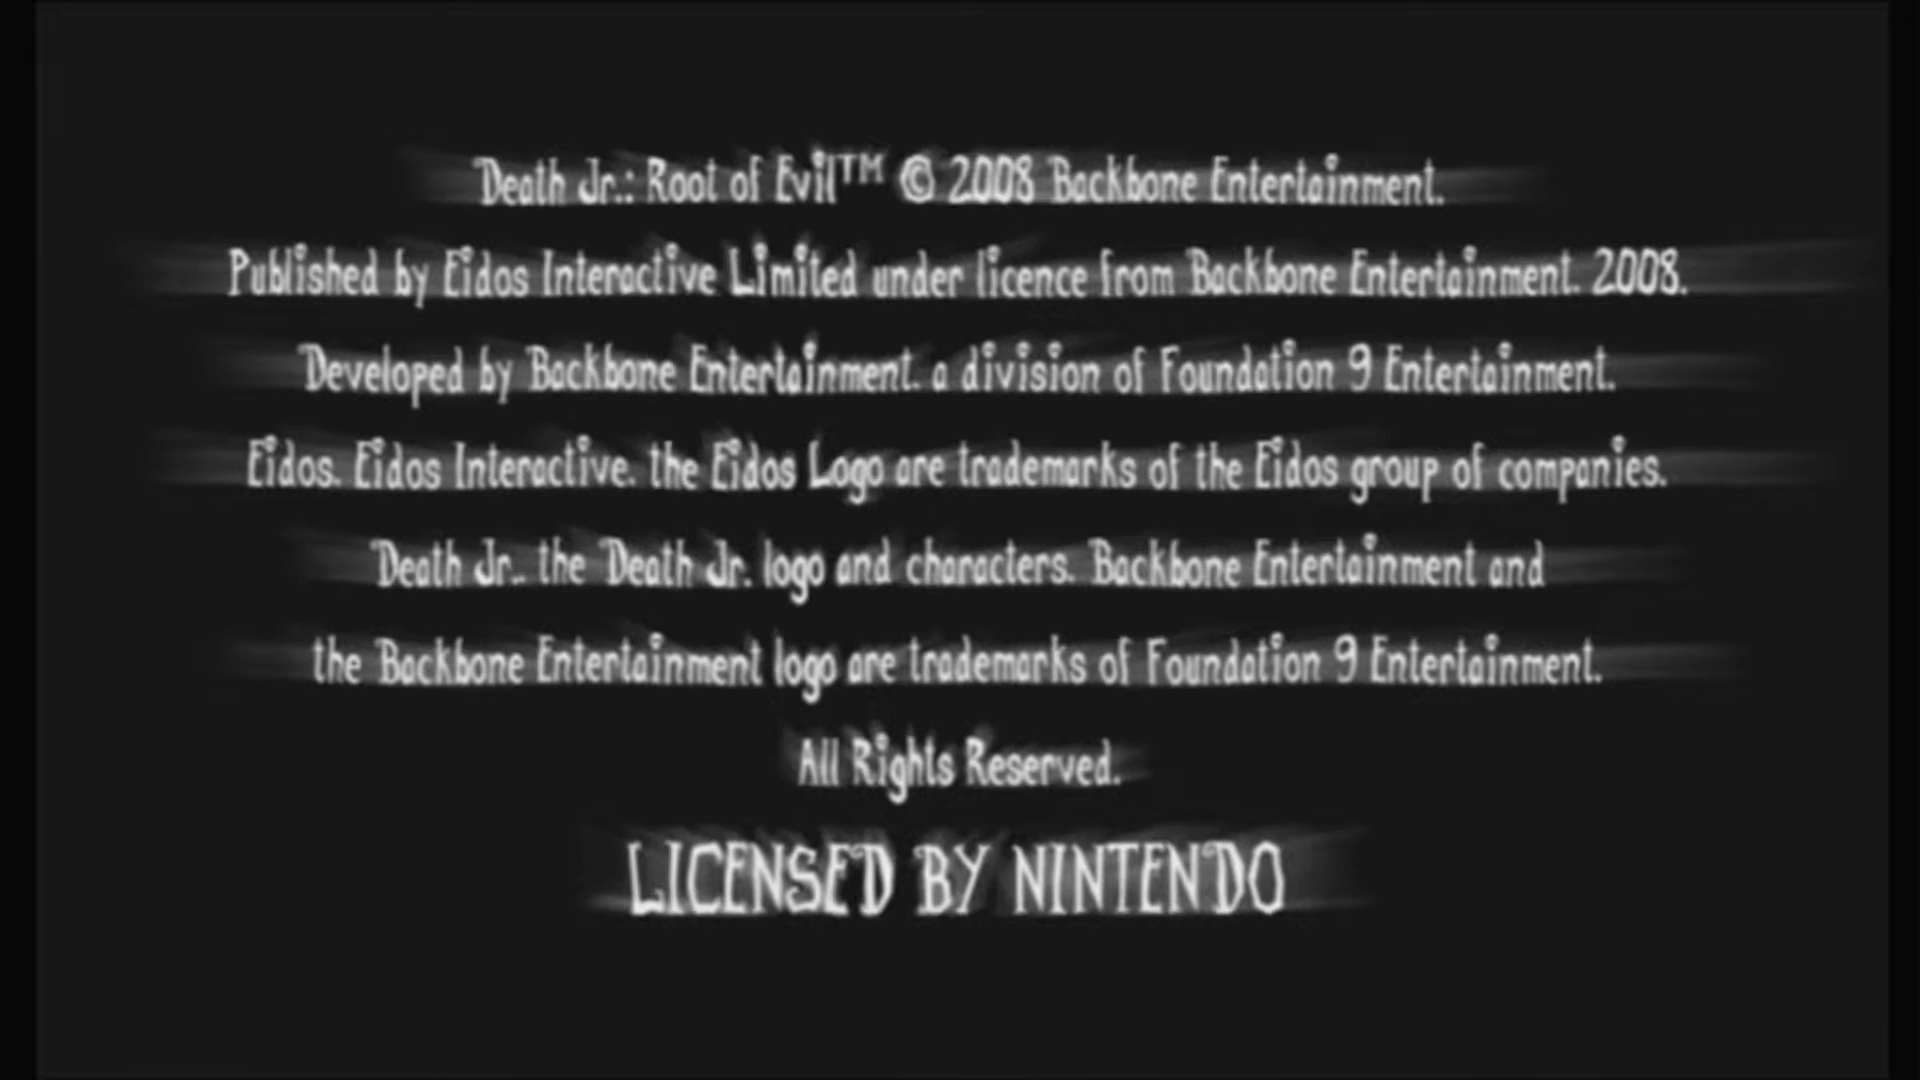 Death Jr.: Root of Evil™ © 2008 Backbone Entertainment.
Published by Eidos Interactive Limited under licence from Backbone Entertainment. 2008.
Developed by Backbone Entertainment. a division of Foundation 9 Entertainment.
Eidos. Eidos Interactive. the Eidos Logo are trademarks of the Eidos group of companies.
Death Jr.. the Death Jr. logo and characters. Backbone Entertainment and
the Backbone Entertainment logo are trademarks of Foundation 9 Entertainment.
All Rights Reserved.
LICENSED BY NINTENDO